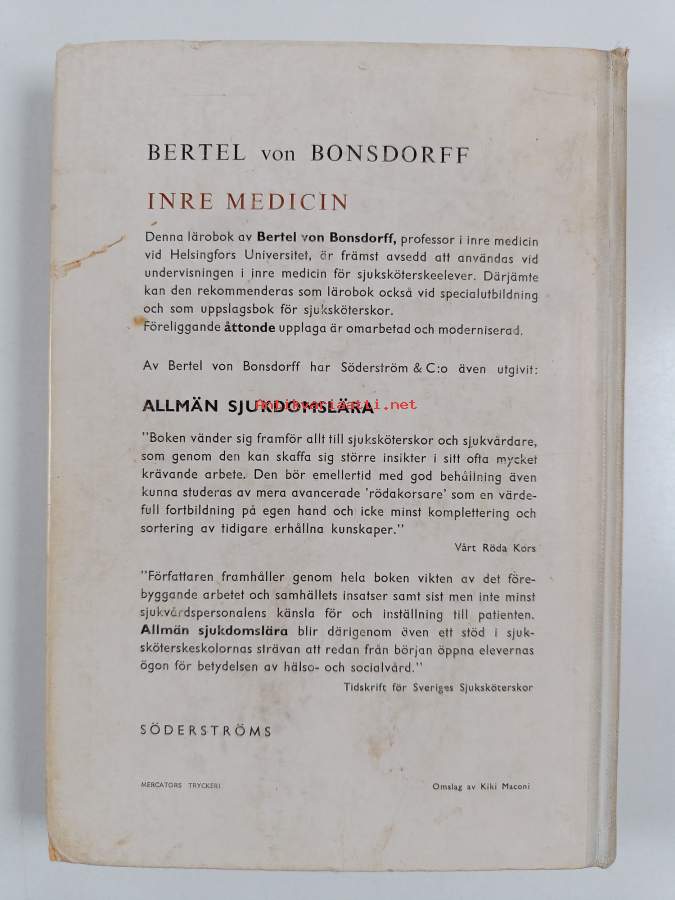 BERTEL von BONSDORFF
INRE MEDICIN
Denna lärobok av Bertel von Bonsdorff, professor i inre medicin
vid Helsingfors Universitet, är främst avsedd att användas vid
undervisningen i inre medicin för sjuksköterskeelever. Därjämte
kan den rekommenderas som lärobok också vid specialutbildning
och som uppslagsbok för sjuksköterskor.
Föreliggande åttonde upplaga är omarbetad och moderniserad.
Av Bertel von Bonsdorff har Söderström & C:o även utgivit:
ALLMÄN SJUKDOMSLÄRA
Antikvariaatti.net
"Boken vänder sig framför allt till sjuksköterskor och sjukvårdare,
som genom den kan skaffa sig större insikter i sitt ofta mycket
krävande arbete. Den bör emellertid med god behållning även
kunna studeras av mera avancerade 'rödakorsare' som en värde-
full fortbildning på egen hand och icke minst komplettering och
sortering av tidigare erhållna kunskaper."
Vårt Röda Kors
"Författaren framhåller genom hela boken vikten av det före-
byggande arbetet och samhällets insatser samt sist men inte minst
sjukvårdspersonalens känsla för och inställning till patienten.
Allmän sjukdomslära blir därigenom även ett stöd i sjuk-
sköterskeskolornas strävan att redan från början öppna elevernas
ögon för betydelsen av hälso- och socialvård."
Tidskrift för Sveriges Sjuksköterskor
SÖDERSTRÖMS
MERCATORS TRYCKERI
Omslag av Kiki Maconi